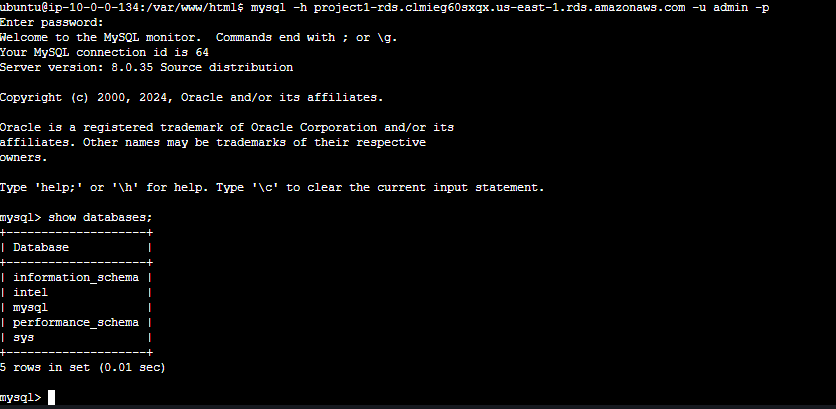 ubuntu@ip-10-0-0-134:/var/www/html$ mysql -h project1-rds.clmieg60sxqx.us-east-1.rds.amazonaws.com -u admin -p
Enter password:
Welcome to the MySQL monitor.  Commands end with ; or \g.
Your MySQL connection id is 64
Server version: 8.0.35 Source distribution

Copyright (c) 2000, 2024, Oracle and/or its affiliates.

Oracle is a registered trademark of Oracle Corporation and/or its
affiliates. Other names may be trademarks of their respective
owners.

Type 'help;' or '\h' for help. Type '\c' to clear the current input statement.

mysql> show databases;
+--------------------+
| Database           |
+--------------------+
| information_schema |
| intel              |
| mysql              |
| performance_schema |
| sys                |
+--------------------+
5 rows in set (0.01 sec)

mysql>